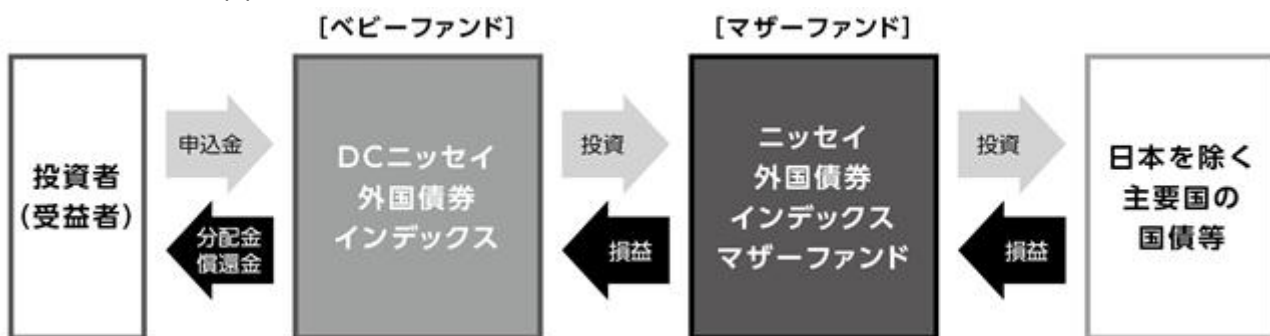 [ベビーファンド]
[マザーファンド]
投資者
(受益者)
申込金
分配金
償還金
DCニッセイ
外国債券
インデックス
投資
損益
ニッセイ
外国債券
インデックス
マザーファンド
投資
損益
日本を除く
主要国の
国債等